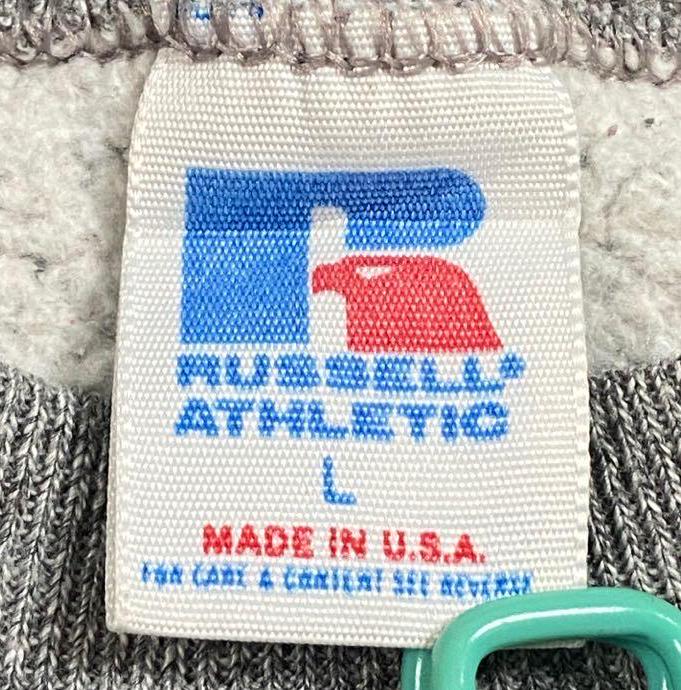 RUSSELL®
ATHLETIC
L
MADE IN U.S.A.
FOR CARE & CONTENT SEE REVERSE